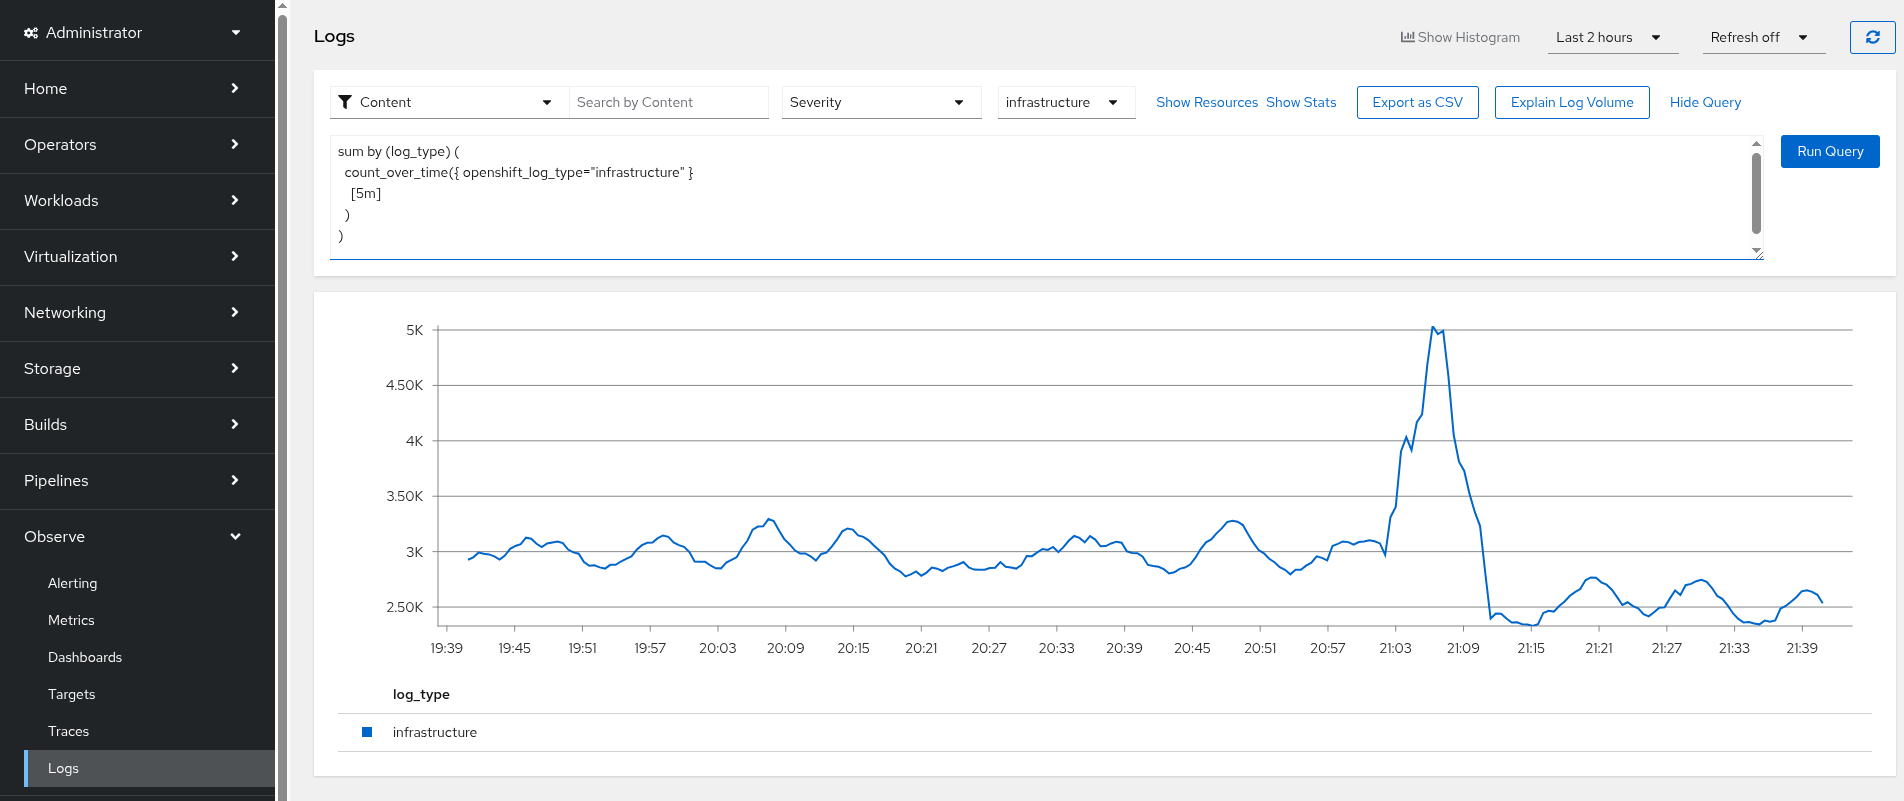 Administrator
Home
Operators
Workloads
Virtualization
Networking
Storage
Builds
Pipelines
Observe
Alerting
Metrics
Dashboards
Targets
Traces
Logs
Logs
Show Histogram
Last 2 hours
Refresh off
Content
Search by Content
Severity
infrastructure
Show Resources
Show Stats
Export as CSV
Explain Log Volume
Hide Query
sum by (log_type) (
count_over_time({ openshift_log_type="infrastructure" }
[5m]
)
)
Run Query
5K
4.50K
4K
3.50K
3K
2.50K
19:39 19:45 19:51 19:57 20:03 20:09 20:15 20:21 20:27 20:33 20:39 20:45 20:51 20:57 21:03 21:09 21:15 21:21 21:27 21:33 21:39
log_type
infrastructure